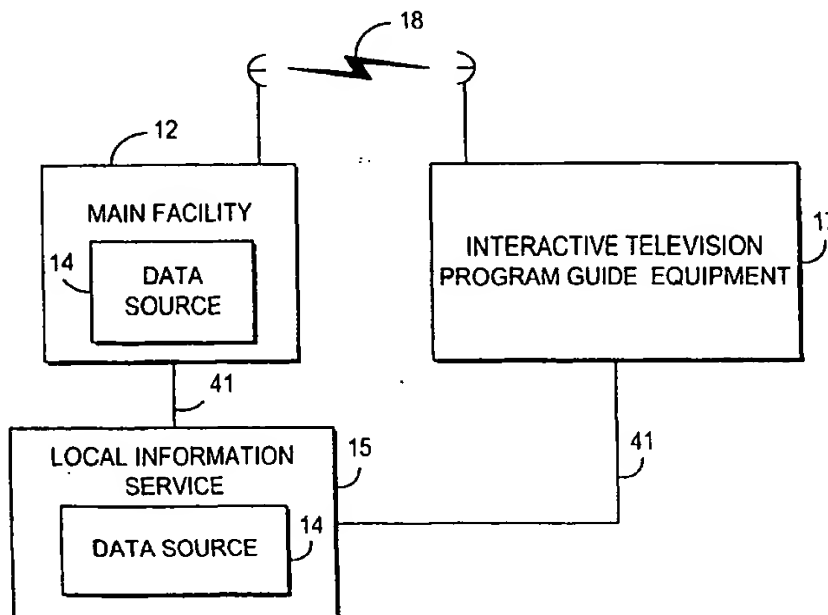 18
12
MAIN FACILITY
14
DATA
SOURCE
INTERACTIVE TELEVISION
PROGRAM GUIDE EQUIPMENT
17
41
LOCAL INFORMATION
SERVICE
15
41
DATA SOURCE
14